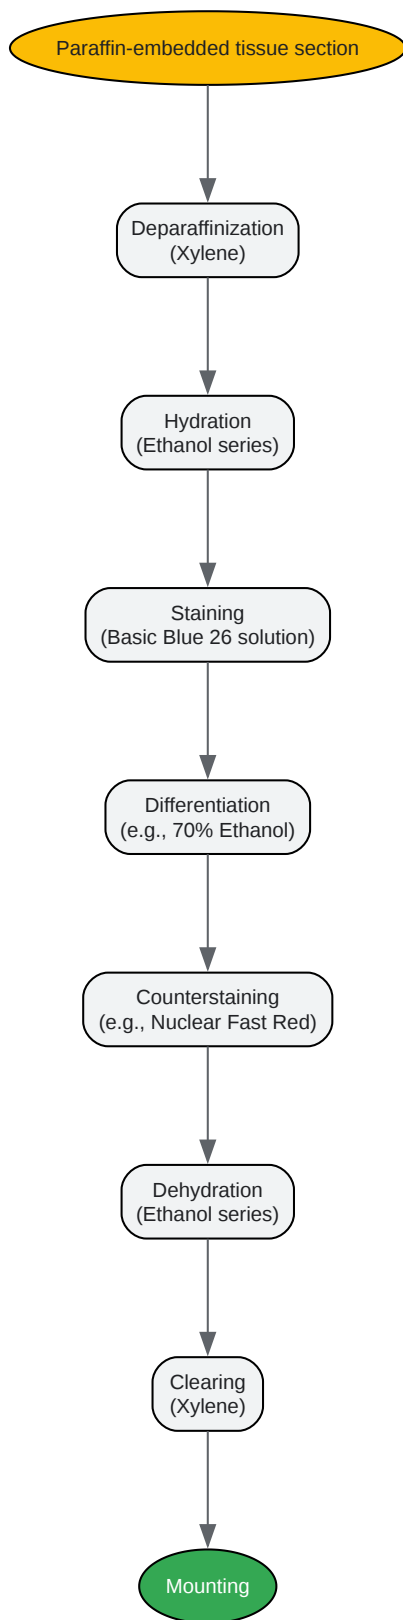 Paraffin-embedded tissue section
Deparaffinization
(Xylene)
Hydration
(Ethanol series)
Staining
(Basic Blue 26 solution)
Differentiation
(e.g., 70% Ethanol)
Counterstaining
(e.g., Nuclear Fast Red)
Dehydration
(Ethanol series)
Clearing
(Xylene)
Mounting